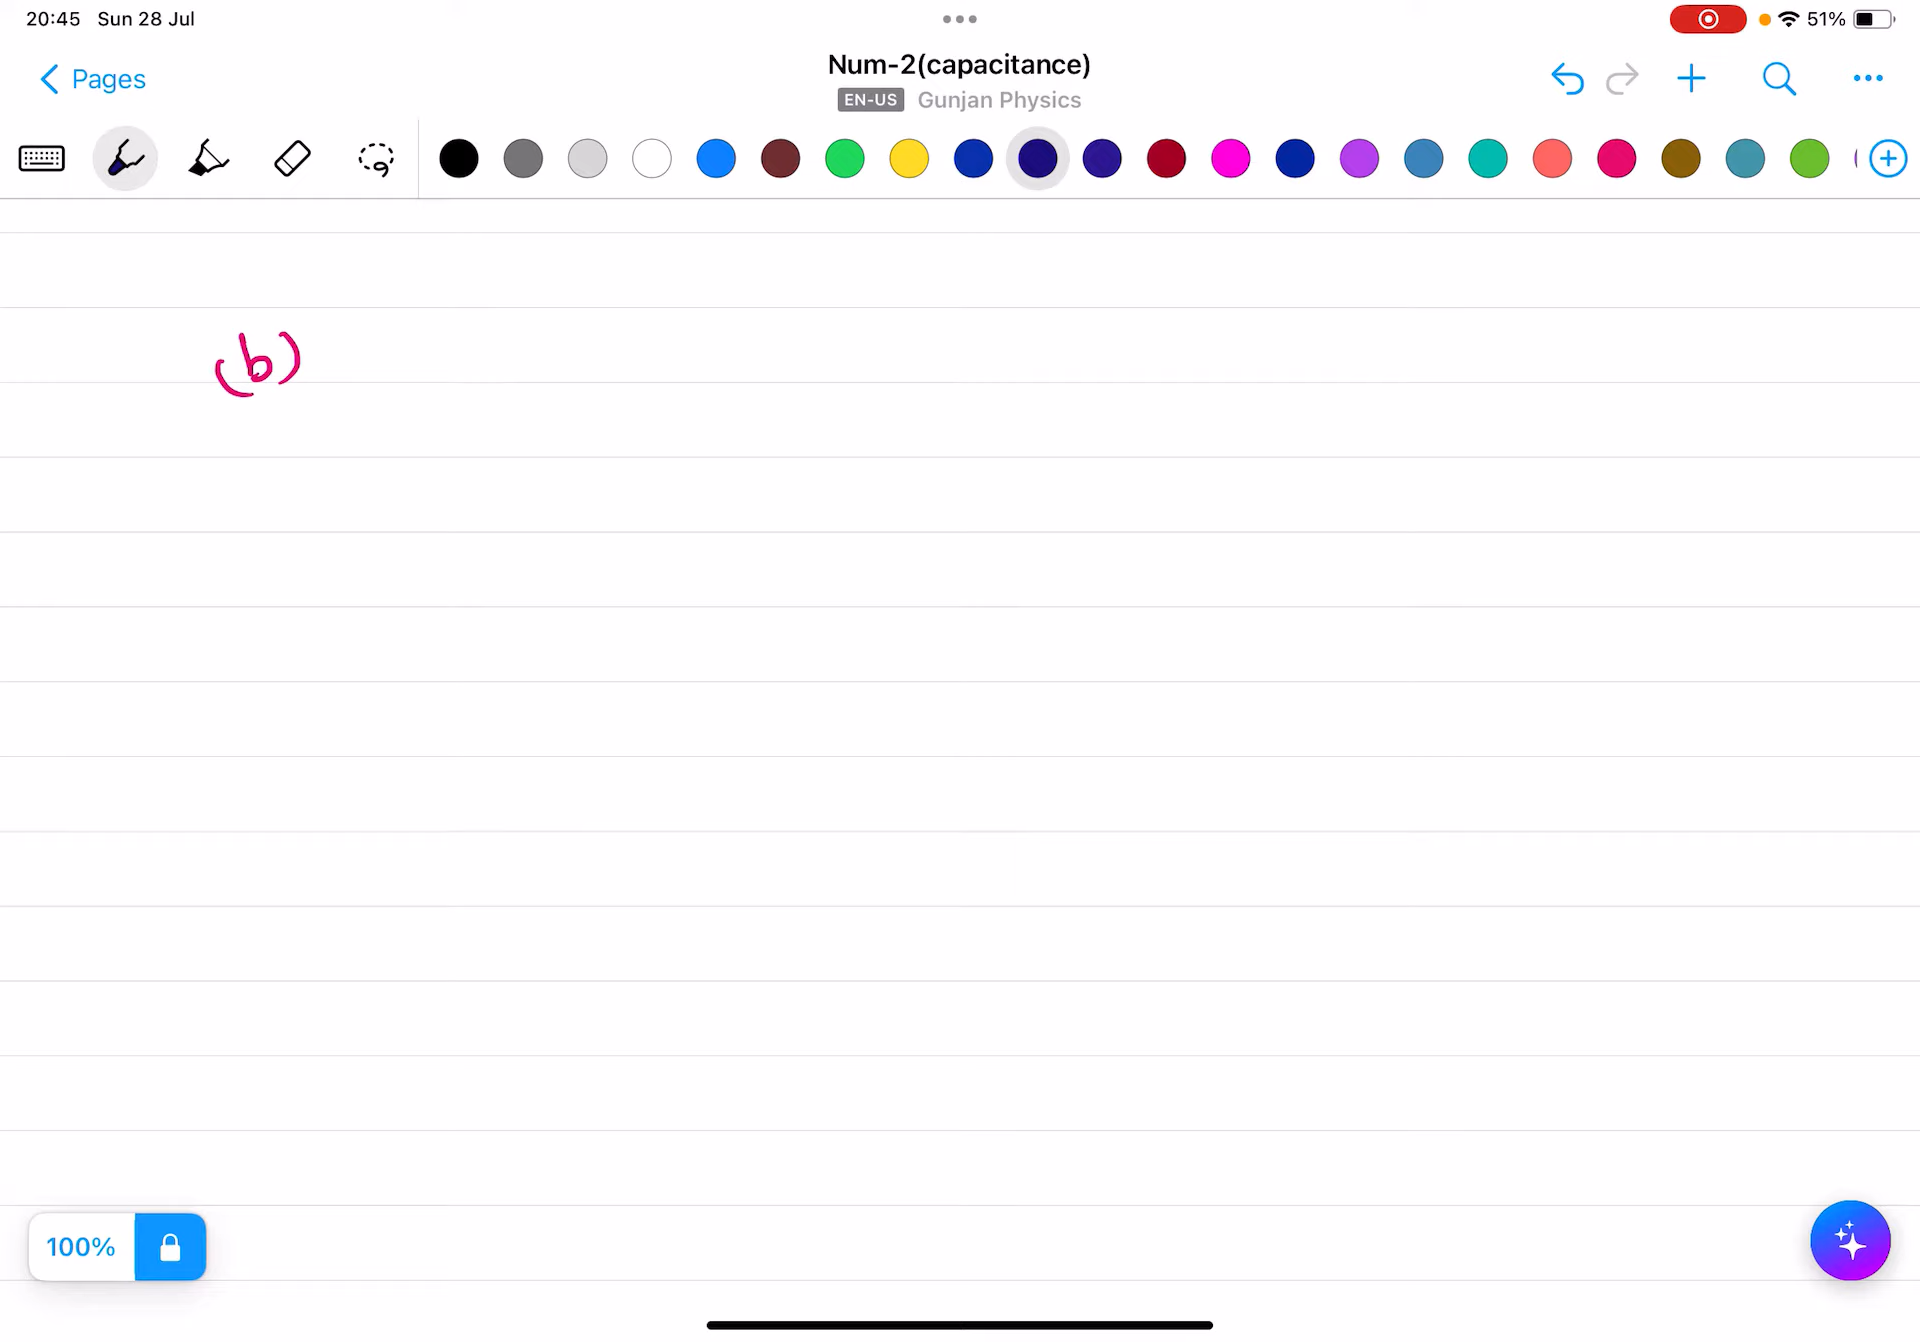 20:45 Sun 28 Jul
51%
Pages
Num-2(capacitance)
EN-US Gunjan Physics
(b)
100%